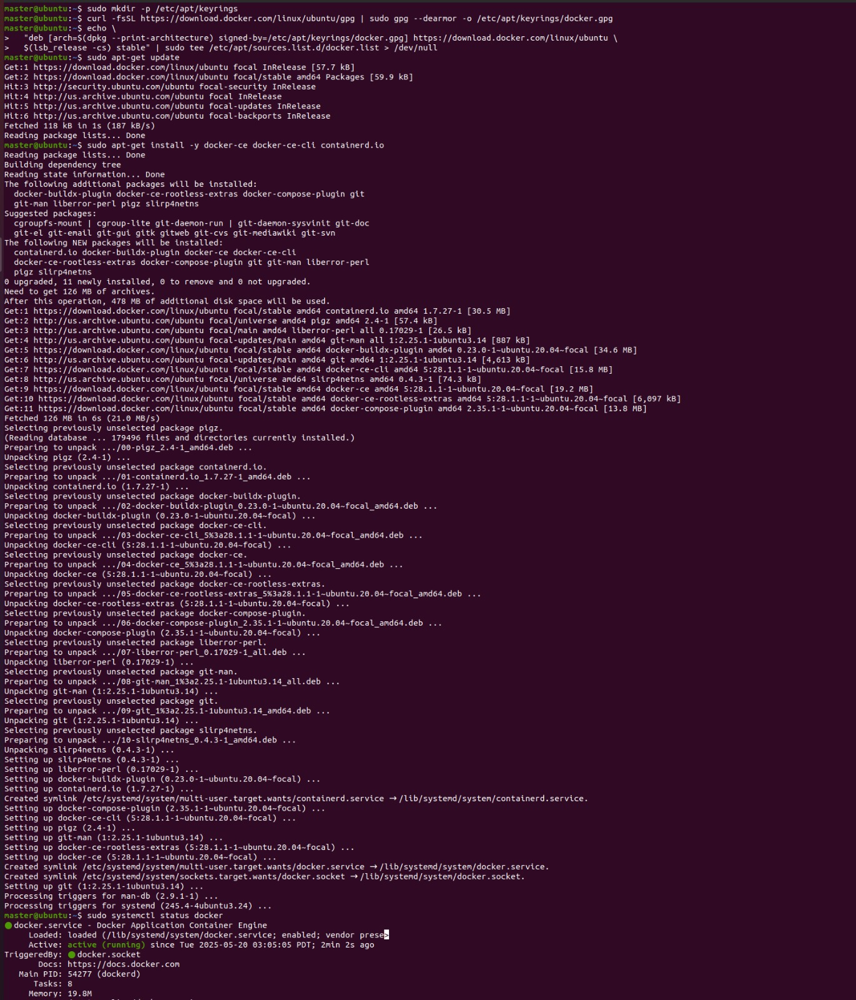 master@ubuntu:~$ sudo mkdir -p /etc/apt/keyrings
master@ubuntu:~$ curl -fsSL https://download.docker.com/linux/ubuntu/gpg | sudo gpg --dearmor -o /etc/apt/keyrings/docker.gpg
master@ubuntu:~$ echo \
>   "deb [arch=$(dpkg --print-architecture) signed-by=/etc/apt/keyrings/docker.gpg] https://download.docker.com/linux/ubuntu \
>   $(lsb_release -cs) stable" | sudo tee /etc/apt/sources.list.d/docker.list > /dev/null
master@ubuntu:~$ sudo apt-get update
Get:1 https://download.docker.com/linux/ubuntu focal InRelease [57.7 kB]
Get:2 https://download.docker.com/linux/ubuntu focal/stable amd64 Packages [59.9 kB]
Hit:3 http://security.ubuntu.com/ubuntu focal-security InRelease
Hit:4 http://us.archive.ubuntu.com/ubuntu focal InRelease
Hit:5 http://us.archive.ubuntu.com/ubuntu focal-updates InRelease
Hit:6 http://us.archive.ubuntu.com/ubuntu focal-backports InRelease
Fetched 118 kB in 1s (187 kB/s)
Reading package lists... Done
master@ubuntu:~$ sudo apt-get install -y docker-ce docker-ce-cli containerd.io
Reading package lists... Done
Building dependency tree
Reading state information... Done
The following additional packages will be installed:
  docker-buildx-plugin docker-ce-rootless-extras docker-compose-plugin git
  git-man liberror-perl pigz slirp4netns
Suggested packages:
  cgroupfs-mount | cgroup-lite git-daemon-run | git-daemon-sysvinit git-doc
  git-el git-email git-gui gitk gitweb git-cvs git-mediawiki git-svn
The following NEW packages will be installed:
  containerd.io docker-buildx-plugin docker-ce docker-ce-cli
  docker-ce-rootless-extras docker-compose-plugin git git-man liberror-perl
  pigz slirp4netns
0 upgraded, 11 newly installed, 0 to remove and 0 not upgraded.
Need to get 126 MB of archives.
After this operation, 478 MB of additional disk space will be used.
Get:1 https://download.docker.com/linux/ubuntu focal/stable amd64 containerd.io amd64 1.7.27-1 [30.5 MB]
Get:2 http://us.archive.ubuntu.com/ubuntu focal/universe amd64 pigz amd64 2.4-1 [57.4 kB]
Get:3 http://us.archive.ubuntu.com/ubuntu focal/main amd64 liberror-perl all 0.17029-1 [26.5 kB]
Get:4 http://us.archive.ubuntu.com/ubuntu focal-updates/main amd64 git-man all 1:2.25.1-1ubuntu3.14 [887 kB]
Get:5 https://download.docker.com/linux/ubuntu focal/stable amd64 docker-buildx-plugin amd64 0.23.0-1~ubuntu.20.04~focal [34.6 MB]
Get:6 http://us.archive.ubuntu.com/ubuntu focal-updates/main amd64 git amd64 1:2.25.1-1ubuntu3.14 [4,613 kB]
Get:7 https://download.docker.com/linux/ubuntu focal/stable amd64 docker-ce-cli amd64 5:28.1.1-1~ubuntu.20.04~focal [15.8 MB]
Get:8 http://us.archive.ubuntu.com/ubuntu focal/universe amd64 slirp4netns amd64 0.4.3-1 [74.3 kB]
Get:9 https://download.docker.com/linux/ubuntu focal/stable amd64 docker-ce amd64 5:28.1.1-1~ubuntu.20.04~focal [19.2 MB]
Get:10 https://download.docker.com/linux/ubuntu focal/stable amd64 docker-ce-rootless-extras amd64 5:28.1.1-1~ubuntu.20.04~focal [6,097 kB]
Get:11 https://download.docker.com/linux/ubuntu focal/stable amd64 docker-compose-plugin amd64 2.35.1-1~ubuntu.20.04~focal [13.8 MB]
Fetched 126 MB in 6s (21.0 MB/s)
Selecting previously unselected package pigz.
(Reading database ... 179496 files and directories currently installed.)
Preparing to unpack .../00-pigz_2.4-1_amd64.deb ...
Unpacking pigz (2.4-1) ...
Selecting previously unselected package containerd.io.
Preparing to unpack .../01-containerd.io_1.7.27-1_amd64.deb ...
Unpacking containerd.io (1.7.27-1) ...
Selecting previously unselected package docker-buildx-plugin.
Preparing to unpack .../02-docker-buildx-plugin_0.23.0-1~ubuntu.20.04~focal_amd64.deb ...
Unpacking docker-buildx-plugin (0.23.0-1~ubuntu.20.04~focal) ...
Selecting previously unselected package docker-ce-cli.
Preparing to unpack .../03-docker-ce-cli_5%3a28.1.1-1~ubuntu.20.04~focal_amd64.deb ...
Unpacking docker-ce-cli (5:28.1.1-1~ubuntu.20.04~focal) ...
Selecting previously unselected package docker-ce.
Preparing to unpack .../04-docker-ce_5%3a28.1.1-1~ubuntu.20.04~focal_amd64.deb ...
Unpacking docker-ce (5:28.1.1-1~ubuntu.20.04~focal) ...
Selecting previously unselected package docker-ce-rootless-extras.
Preparing to unpack .../05-docker-ce-rootless-extras_5%3a28.1.1-1~ubuntu.20.04~focal_amd64.deb ...
Unpacking docker-ce-rootless-extras (5:28.1.1-1~ubuntu.20.04~focal) ...
Selecting previously unselected package docker-compose-plugin.
Preparing to unpack .../06-docker-compose-plugin_2.35.1-1~ubuntu.20.04~focal_amd64.deb ...
Unpacking docker-compose-plugin (2.35.1-1~ubuntu.20.04~focal) ...
Selecting previously unselected package liberror-perl.
Preparing to unpack .../07-liberror-perl_0.17029-1_all.deb ...
Unpacking liberror-perl (0.17029-1) ...
Selecting previously unselected package git-man.
Preparing to unpack .../08-git-man_1%3a2.25.1-1ubuntu3.14_all.deb ...
Unpacking git-man (1:2.25.1-1ubuntu3.14) ...
Selecting previously unselected package git.
Preparing to unpack .../09-git_1%3a2.25.1-1ubuntu3.14_amd64.deb ...
Unpacking git (1:2.25.1-1ubuntu3.14) ...
Selecting previously unselected package slirp4netns.
Preparing to unpack .../10-slirp4netns_0.4.3-1_amd64.deb ...
Unpacking slirp4netns (0.4.3-1) ...
Setting up slirp4netns (0.4.3-1) ...
Setting up liberror-perl (0.17029-1) ...
Setting up docker-buildx-plugin (0.23.0-1~ubuntu.20.04~focal) ...
Setting up containerd.io (1.7.27-1) ...
Created symlink /etc/systemd/system/multi-user.target.wants/containerd.service → /lib/systemd/system/containerd.service.
Setting up docker-compose-plugin (2.35.1-1~ubuntu.20.04~focal) ...
Setting up docker-ce-cli (5:28.1.1-1~ubuntu.20.04~focal) ...
Setting up pigz (2.4-1) ...
Setting up git-man (1:2.25.1-1ubuntu3.14) ...
Setting up docker-ce-rootless-extras (5:28.1.1-1~ubuntu.20.04~focal) ...
Setting up docker-ce (5:28.1.1-1~ubuntu.20.04~focal) ...
Created symlink /etc/systemd/system/multi-user.target.wants/docker.service → /lib/systemd/system/docker.service.
Created symlink /etc/systemd/system/sockets.target.wants/docker.socket → /lib/systemd/system/docker.socket.
Setting up git (1:2.25.1-1ubuntu3.14) ...
Processing triggers for man-db (2.9.1-1) ...
Processing triggers for systemd (245.4-4ubuntu3.24) ...
master@ubuntu:~$ sudo systemctl status docker
● docker.service - Docker Application Container Engine
     Loaded: loaded (/lib/systemd/system/docker.service; enabled; vendor prese>
     Active: active (running) since Tue 2025-05-20 03:05:05 PDT; 2min 2s ago
TriggeredBy: ● docker.socket
       Docs: https://docs.docker.com
   Main PID: 54277 (dockerd)
      Tasks: 8
     Memory: 19.8M